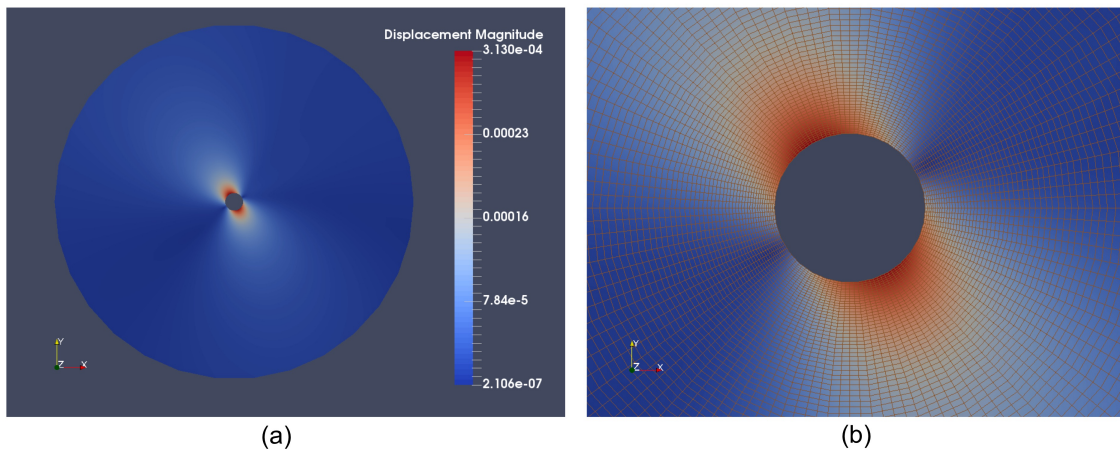 Displacement Magnitude
3.130e-04
0.00023
0.00016
7.84e-5
2.106e-07
Y
Z X
Y
Z X
(a)
(b)